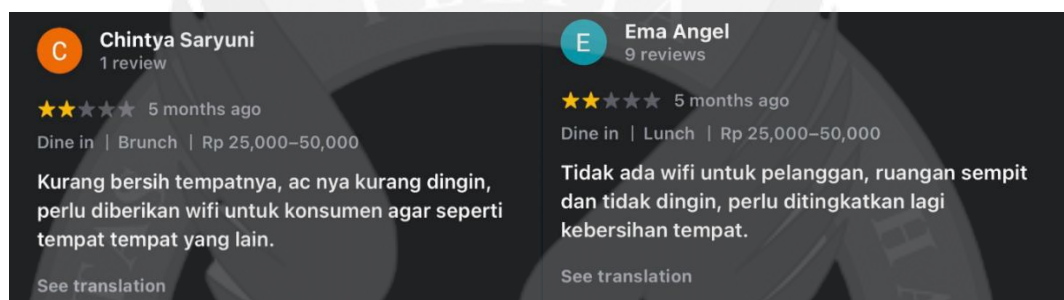 C
Chintya Saryuni
1 review
5 months ago
Dine in | Brunch | Rp 25,000–50,000
Kurang bersih tempatnya, ac nya kurang dingin,
perlu diberikan wifi untuk konsumen agar seperti
tempat tempat yang lain.
See translation
E
Ema Angel
9 reviews
5 months ago
Dine in | Lunch | Rp 25,000–50,000
Tidak ada wifi untuk pelanggan, ruangan sempit
dan tidak dingin, perlu ditingkatkan lagi
kebersihan tempat.
See translation